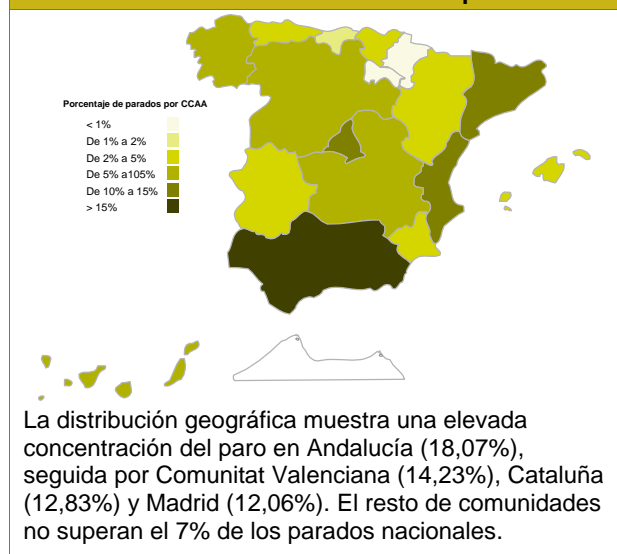 Porcentaje de parados por CCAA
< 1%
De 1% a 2%
De 2% a 5%
De 5% a105%
De 10% a 15%
> 15%
La distribución geográfica muestra una elevada
concentración del paro en Andalucía (18,07%),
seguida por Comunitat Valenciana (14,23%), Cataluña
(12,83%) y Madrid (12,06%). El resto de comunidades
no superan el 7% de los parados nacionales.